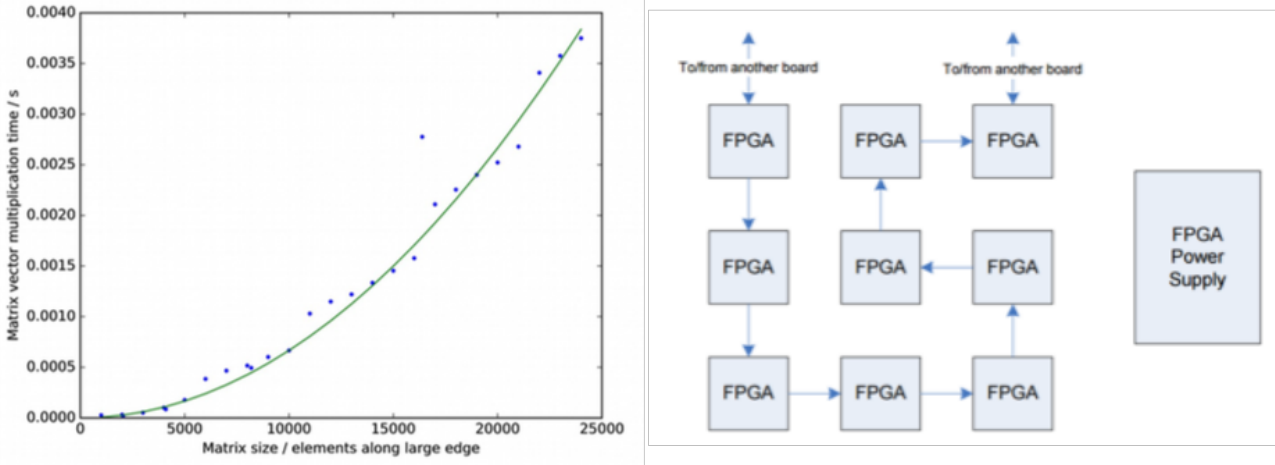 0.0040
0.0035
0.0030
0.0025
0.0020
0.0015
0.0010
0.0005
0.0000
Matrix vector multiplication time / s
0 5000 10000 15000 20000 25000
Matrix size / elements along large edge
To/from another board To/from another board
FPGA FPGA FPGA
FPGA FPGA FPGA
FPGA FPGA FPGA
FPGA
Power
Supply